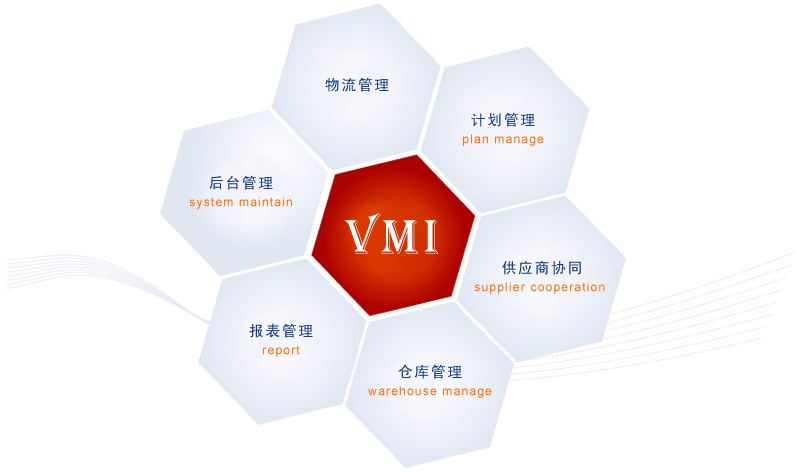 物流管理
计划管理
plan manage
后台管理
system maintain
VMI
供应商协同
supplier cooperation
报表管理
report
仓库管理
warehouse manage